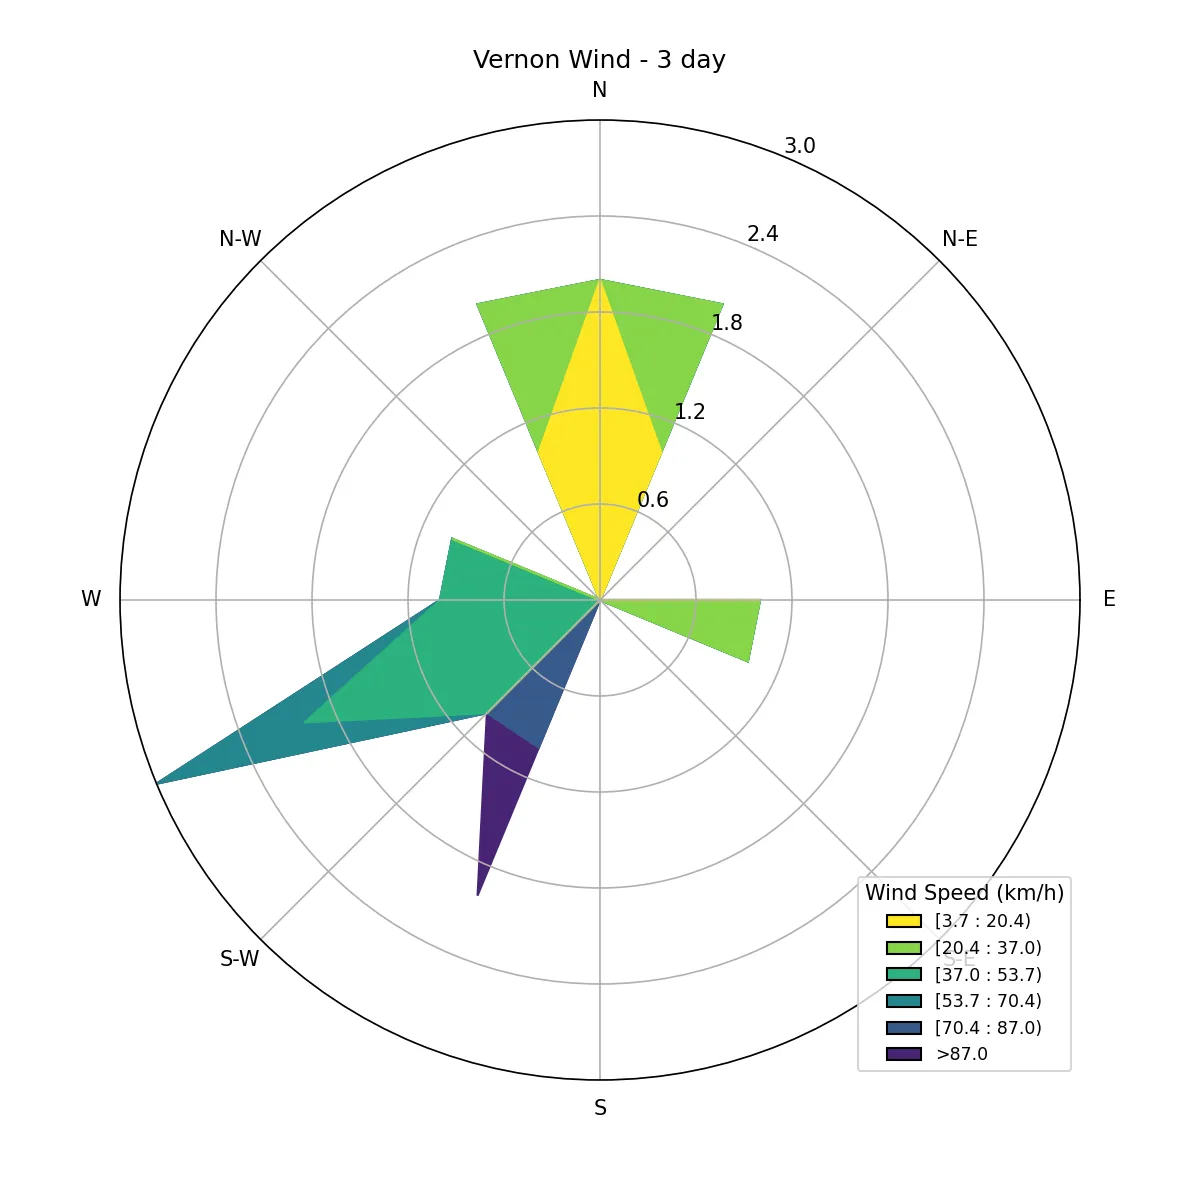 Vernon Wind - 3 day
N
3.0
N-W
2.4
N-E
1.8
1.2
0.6
W
E
S-W
S-E
S
Wind Speed (km/h)
[3.7 : 20.4)
[20.4 : 37.0)
[37.0 : 53.7)
[53.7 : 70.4)
[70.4 : 87.0)
>87.0